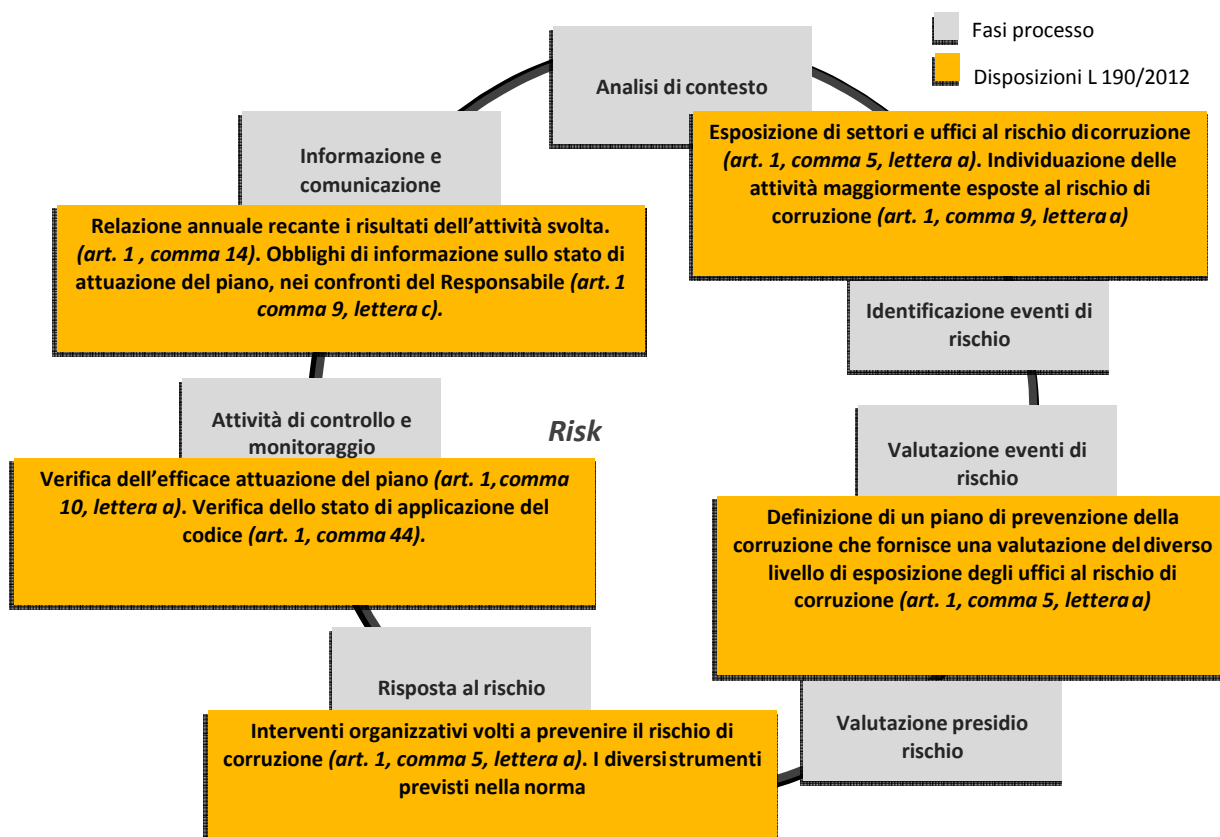 Fasi processo
Disposizioni L 190/2012
Analisi di contesto
Esposizione di settori e uffici al rischio di corruzione
(art. 1, comma 5, lettera a). Individuazione delle
attività maggiormente esposte al rischio di
corruzione (art. 1, comma 9, lettera a)
Identificazione eventi di
rischio
Valutazione eventi di
rischio
Definizione di un piano di prevenzione della
corruzione che fornisce una valutazione del diverso
livello di esposizione degli uffici al rischio di
corruzione (art. 1, comma 5, lettera a)
Valutazione presidio
rischio
Risposta al rischio
Interventi organizzativi volti a prevenire il rischio di
corruzione (art. 1, comma 5, lettera a). I diversi strumenti
previsti nella norma
Attività di controllo e
monitoraggio
Verifica dell’efficace attuazione del piano (art. 1, comma
10, lettera a). Verifica dello stato di applicazione del
codice (art. 1, comma 44).
Informazione e
comunicazione
Relazione annuale recante i risultati dell’attività svolta.
(art. 1 , comma 14). Obblighi di informazione sullo stato di
attuazione del piano, nei confronti del Responsabile (art. 1
comma 9, lettera c).
Risk